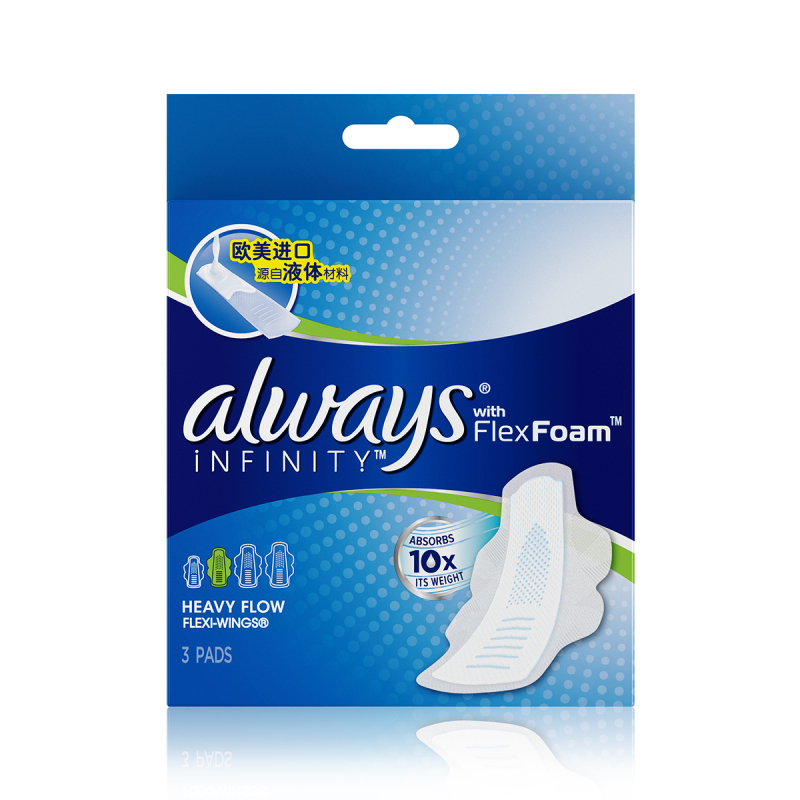 欧美进口
源自液体材料
always®
INFINITY™
with
FlexFoam™
ABSORBS
10x
ITS WEIGHT
HEAVY FLOW
FLEXI-WINGS®
3 PADS